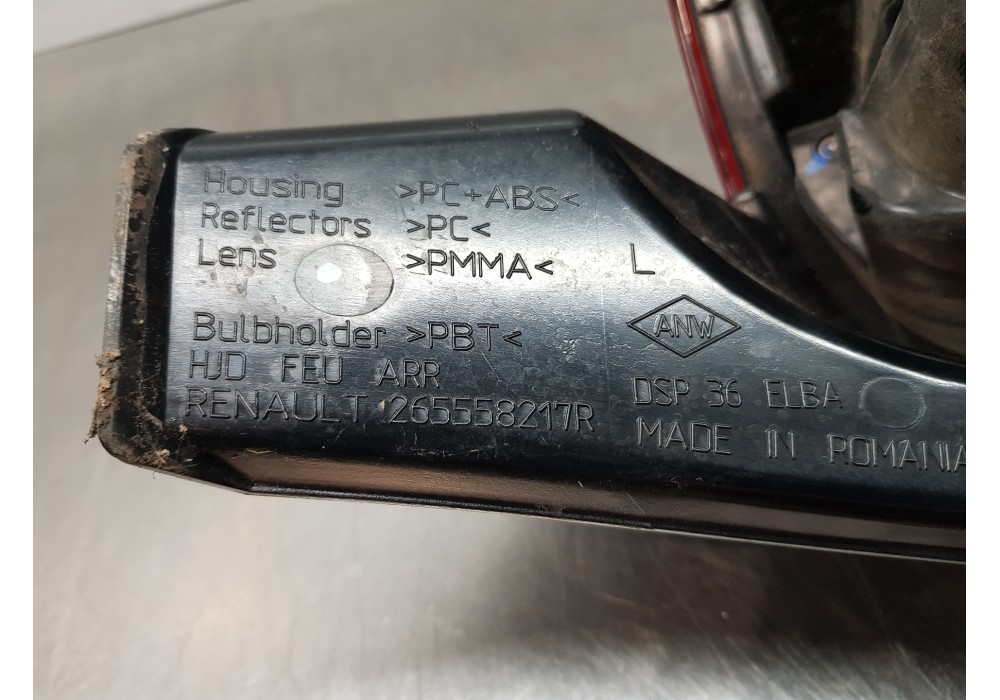 Housing >PC+ABS<
Reflectors >PC<
Lens >PMMA< L
Bulbholder >PBT< ANW
HJD FEU ARR DSP 36 ELBA
RENAULT 265558217R MADE IN ROMANIA